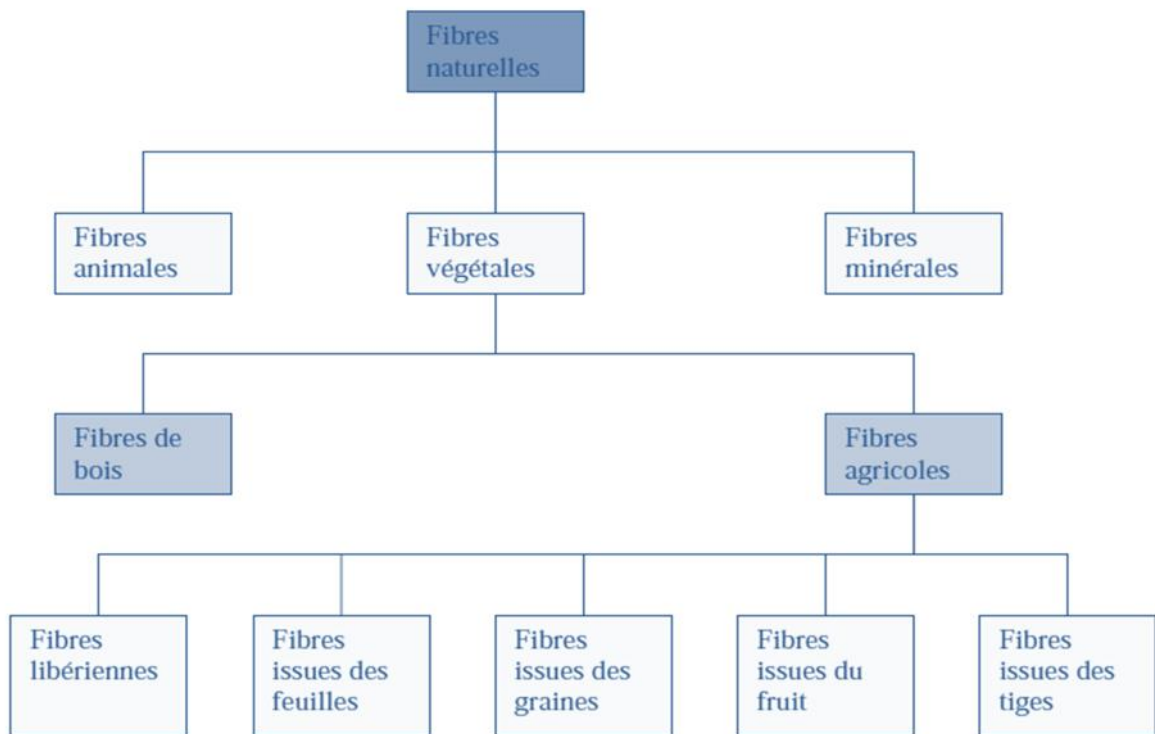 Fibres
naturelles
Fibres
animales
Fibres
végétales
Fibres
minérales
Fibres de
bois
Fibres
agricoles
Fibres
libériennes
Fibres
issues des
feuilles
Fibres
issues des
graines
Fibres
issues du
fruit
Fibres
issues des
tiges